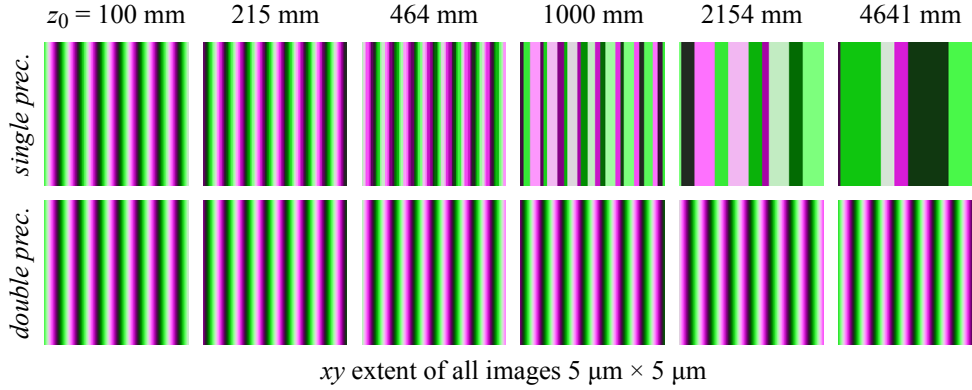 z0 = 100 mm 215 mm 464 mm 1000 mm 2154 mm 4641 mm
single prec.
double prec.
xy extent of all images 5 μm × 5 μm